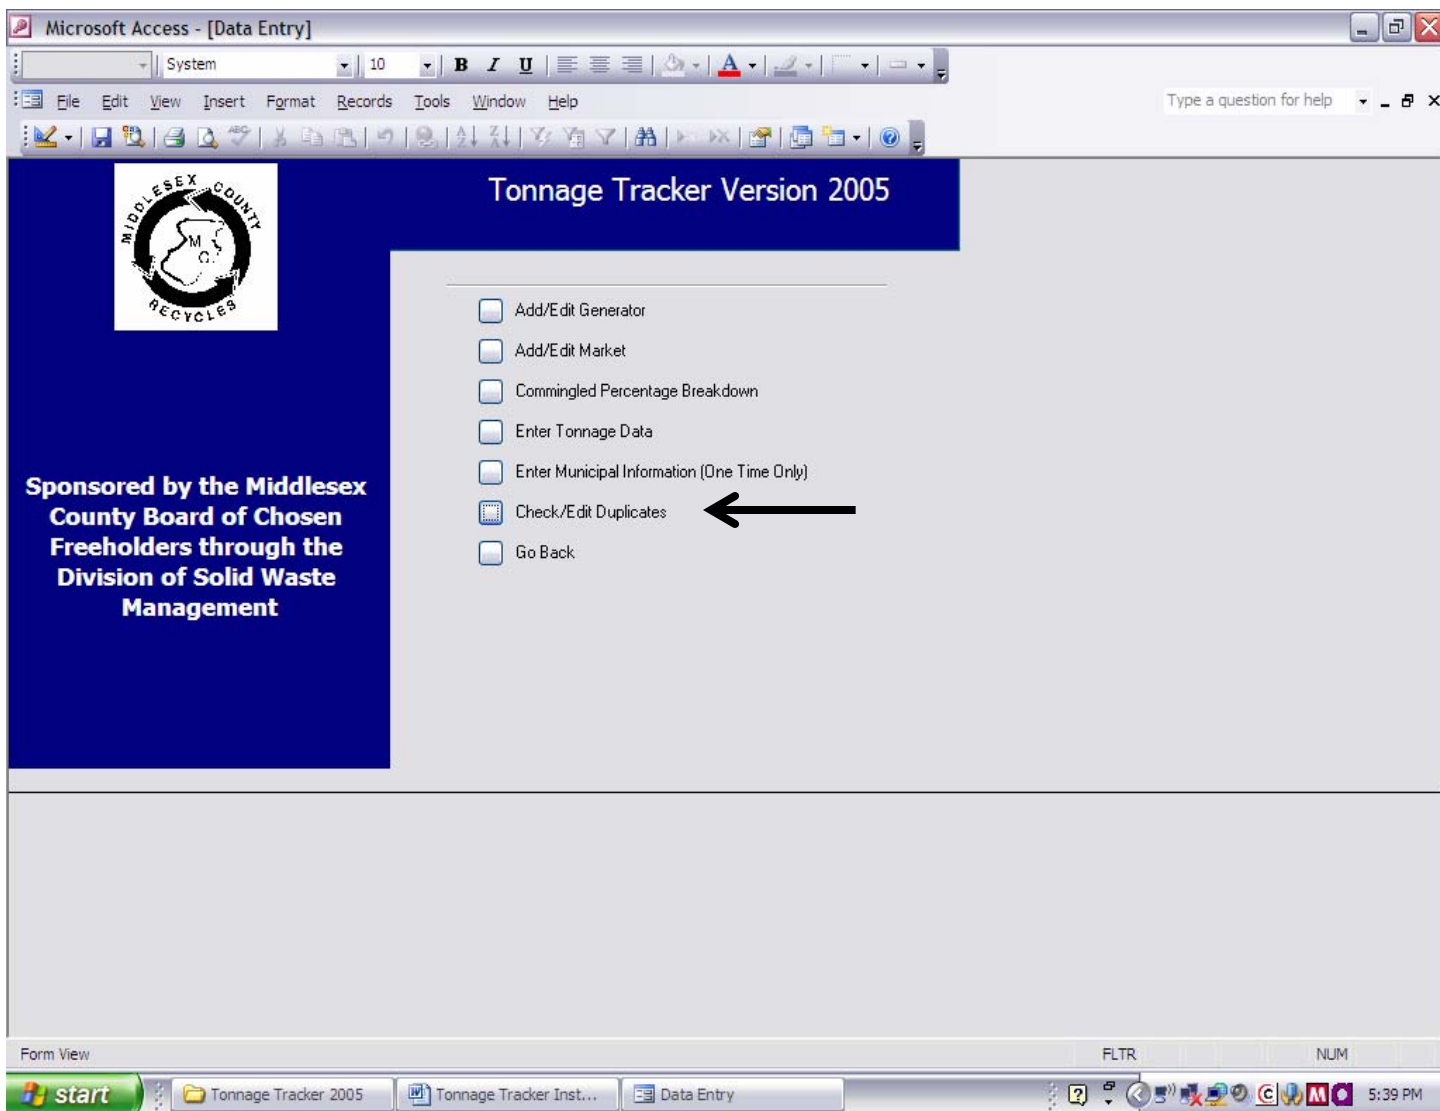 Microsoft Access - [Data Entry]
System 10 B I U A
File Edit View Insert Format Records Tools Window Help Type a question for help
MIDDLESEX COUNTY
M
C.
RECYCLES
Tonnage Tracker Version 2005
Add/Edit Generator
Add/Edit Market
Commingled Percentage Breakdown
Enter Tonnage Data
Enter Municipal Information (One Time Only)
Check/Edit Duplicates
Go Back
Sponsored by the Middlesex
County Board of Chosen
Freeholders through the
Division of Solid Waste
Management
Form View FLTR NUM
start Tonnage Tracker 2005 Tonnage Tracker Inst... Data Entry 5:39 PM